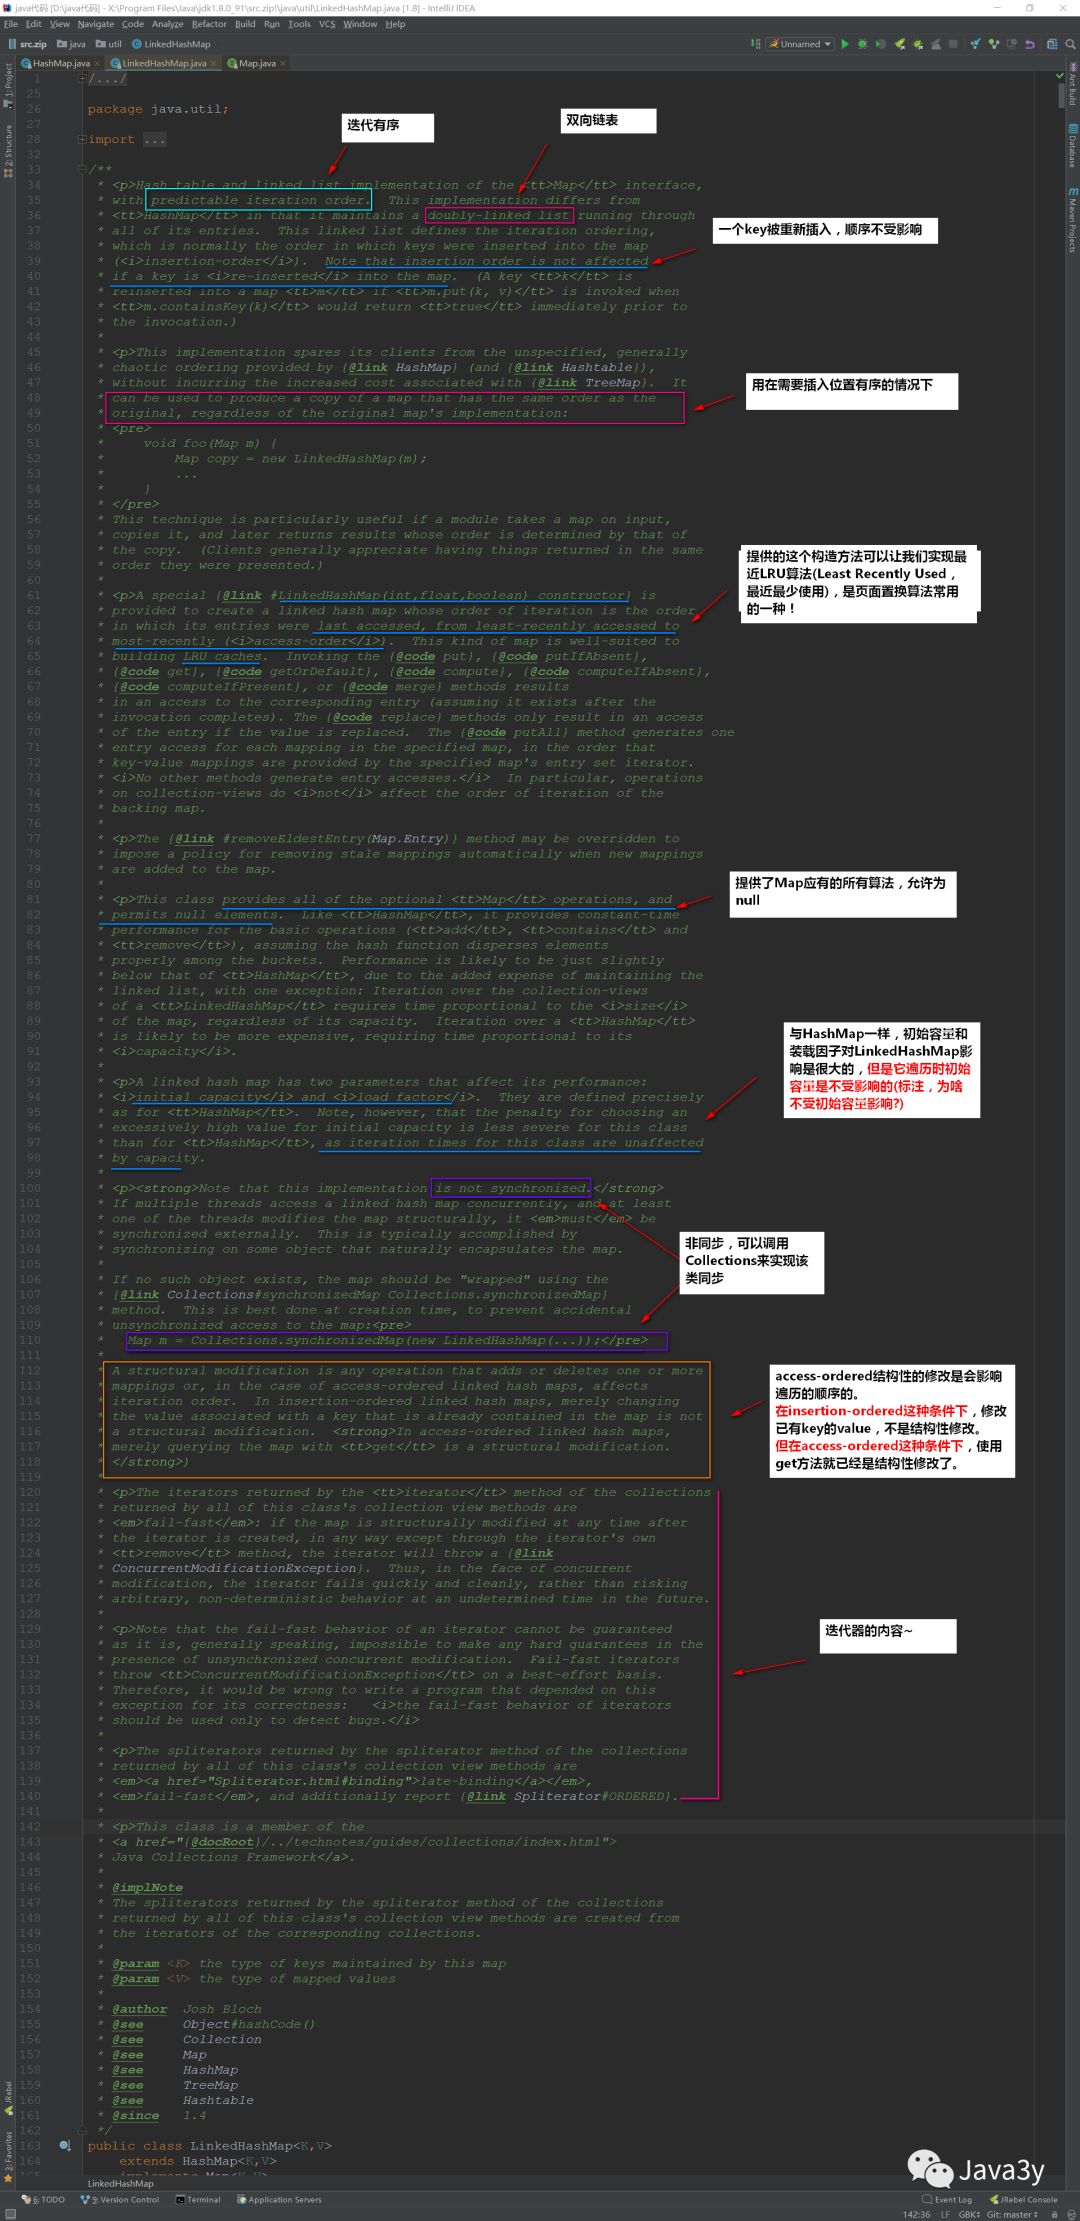 java代码 [D:\java代码] - X:\Program Files\Java\jdk1.8.0_91\src.zip!\java\util\LinkedHashMap.java [1.8] - IntelliJ IDEA
File Edit View Navigate Code Analyze Refactor Build Run Tools VCS Window Help
src.zip java util LinkedHashMap Unnamed
HashMap.java LinkedHashMap.java Map.java
1 /.../
25
26 package java.util;
27
28 import ...
32
33 /**
34 * <p>Hash table and linked list implementation of the <tt>Map</tt> interface,
35 * with predictable iteration order. This implementation differs from
36 * <tt>HashMap</tt> in that it maintains a doubly-linked list running through
37 * all of its entries. This linked list defines the iteration ordering,
38 * which is normally the order in which keys were inserted into the map
39 * (<i>insertion-order</i>). Note that insertion order is not affected
40 * if a key is <i>re-inserted</i> into the map. (A key <tt>k</tt> is
41 * reinserted into a map <tt>m</tt> if <tt>m.put(k, v)</tt> is invoked when
42 * <tt>m.containsKey(k)</tt> would return <tt>true</tt> immediately prior to
43 * the invocation.)
44 *
45 * <p>This implementation spares its clients from the unspecified, generally
46 * chaotic ordering provided by {@link HashMap} (and {@link Hashtable}),
47 * without incurring the increased cost associated with {@link TreeMap}. It
48 * can be used to produce a copy of a map that has the same order as the
49 * original, regardless of the original map's implementation:
50 * <pre>
51 * void foo(Map m) {
52 * Map copy = new LinkedHashMap(m);
53 * ...
54 * }
55 * </pre>
56 * This technique is particularly useful if a module takes a map on input,
57 * copies it, and later returns results whose order is determined by that of
58 * the copy. (Clients generally appreciate having things returned in the same
59 * order they were presented.)
60 *
61 * <p>A special {@link #LinkedHashMap(int,float,boolean) constructor} is
62 * provided to create a linked hash map whose order of iteration is the order
63 * in which its entries were last accessed, from least-recently accessed to
64 * most-recently (<i>access-order</i>). This kind of map is well-suited to
65 * building LRU caches. Invoking the {@code put}, {@code putIfAbsent},
66 * {@code get}, {@code getOrDefault}, {@code compute}, {@code computeIfAbsent},
67 * {@code computeIfPresent}, or {@code merge} methods results
68 * in an access to the corresponding entry (assuming it exists after the
69 * invocation completes). The {@code replace} methods only result in an access
70 * of the entry if the value is replaced. The {@code putAll} method generates one
71 * entry access for each mapping in the specified map, in the order that
72 * key-value mappings are provided by the specified map's entry set iterator.
73 * <i>No other methods generate entry accesses.</i> In particular, operations
74 * on collection-views do <i>not</i> affect the order of iteration of the
75 * backing map.
76 *
77 * <p>The {@link #removeEldestEntry(Map.Entry)} method may be overridden to
78 * impose a policy for removing stale mappings automatically when new mappings
79 * are added to the map.
80 *
81 * <p>This class provides all of the optional <tt>Map</tt> operations, and
82 * permits null elements. Like <tt>HashMap</tt>, it provides constant-time
83 * performance for the basic operations (<tt>add</tt>, <tt>contains</tt> and
84 * <tt>remove</tt>), assuming the hash function disperses elements
85 * properly among the buckets. Performance is likely to be just slightly
86 * below that of <tt>HashMap</tt>, due to the added expense of maintaining the
87 * linked list, with one exception: Iteration over the collection-views
88 * of a <tt>LinkedHashMap</tt> requires time proportional to the <i>size</i>
89 * of the map, regardless of its capacity. Iteration over a <tt>HashMap</tt>
90 * is likely to be more expensive, requiring time proportional to its
91 * <i>capacity</i>.
92 *
93 * <p>A linked hash map has two parameters that affect its performance:
94 * <i>initial capacity</i> and <i>load factor</i>. They are defined precisely
95 * as for <tt>HashMap</tt>. Note, however, that the penalty for choosing an
96 * excessively high value for initial capacity is less severe for this class
97 * than for <tt>HashMap</tt>, as iteration times for this class are unaffected
98 * by capacity.
99 *
100 * <p><strong>Note that this implementation is not synchronized.</strong>
101 * If multiple threads access a linked hash map concurrently, and at least
102 * one of the threads modifies the map structurally, it <em>must</em> be
103 * synchronized externally. This is typically accomplished by
104 * synchronizing on some object that naturally encapsulates the map.
105 *
106 * If no such object exists, the map should be "wrapped" using the
107 * {@link Collections#synchronizedMap Collections.synchronizedMap}
108 * method. This is best done at creation time, to prevent accidental
109 * unsynchronized access to the map:<pre>
110 * Map m = Collections.synchronizedMap(new LinkedHashMap(...));</pre>
111 *
112 * A structural modification is any operation that adds or deletes one or more
113 * mappings or, in the case of access-ordered linked hash maps, affects
114 * iteration order. In insertion-ordered linked hash maps, merely changing
115 * the value associated with a key that is already contained in the map is not
116 * a structural modification. <strong>In access-ordered linked hash maps,
117 * merely querying the map with <tt>get</tt> is a structural modification.
118 * </strong>)
119 *
120 * <p>The iterators returned by the <tt>iterator</tt> method of the collections
121 * returned by all of this class's collection view methods are
122 * <em>fail-fast</em>: if the map is structurally modified at any time after
123 * the iterator is created, in any way except through the iterator's own
124 * <tt>remove</tt> method, the iterator will throw a {@link
125 * ConcurrentModificationException}. Thus, in the face of concurrent
126 * modification, the iterator fails quickly and cleanly, rather than risking
127 * arbitrary, non-deterministic behavior at an undetermined time in the future.
128 *
129 * <p>Note that the fail-fast behavior of an iterator cannot be guaranteed
130 * as it is, generally speaking, impossible to make any hard guarantees in the
131 * presence of unsynchronized concurrent modification. Fail-fast iterators
132 * throw <tt>ConcurrentModificationException</tt> on a best-effort basis.
133 * Therefore, it would be wrong to write a program that depended on this
134 * exception for its correctness: <i>the fail-fast behavior of iterators
135 * should be used only to detect bugs.</i>
136 *
137 * <p>The spliterators returned by the spliterator method of the collections
138 * returned by all of this class's collection view methods are
139 * <em><a href="Spliterator.html#binding">late-binding</a></em>,
140 * <em>fail-fast</em>, and additionally report {@link Spliterator#ORDERED}.
141 *
142 * <p>This class is a member of the
143 * <a href="{@docRoot}/../technotes/guides/collections/index.html">
144 * Java Collections Framework</a>.
145 *
146 * @implNote
147 * The spliterators returned by the spliterator method of the collections
148 * returned by all of this class's collection view methods are created from
149 * the iterators of the corresponding collections.
150 *
151 * @param <K> the type of keys maintained by this map
152 * @param <V> the type of mapped values
153 *
154 * @author Josh Bloch
155 * @see Object#hashCode()
156 * @see Collection
157 * @see Map
158 * @see HashMap
159 * @see TreeMap
160 * @see Hashtable
161 * @since 1.4
162 */
163 public class LinkedHashMap<K,V>
164 extends HashMap<K,V>
165 implements Map<K,V>
迭代有序
双向链表
一个key被重新插入，顺序不受影响
用在需要插入位置有序的情况下
提供的这个构造方法可以让我们实现最
近LRU算法(Least Recently Used，
最近最少使用)，是页面置换算法常用
的一种！
提供了Map应有的所有算法，允许为
null
与HashMap一样，初始容量和
装载因子对LinkedHashMap影
响是很大的，但是它遍历时初始
容量是不受影响的(标注，为啥
不受初始容量影响?)
非同步，可以调用
Collections来实现该
类同步
access-ordered结构性的修改是会影响
遍历的顺序的。
在insertion-ordered这种条件下，修改
已有key的value，不是结构性修改。
但在access-ordered这种条件下，使用
get方法就已经是结构性修改了。
迭代器的内容~
1: Project
2: Structure
JRebel
2: Favorites
Ant Build
Database
Maven Projects
Java3y
LinkedHashMap
6: TODO 9: Version Control Terminal Application Servers Event Log JRebel Console
142:36 LF GBK Git: master